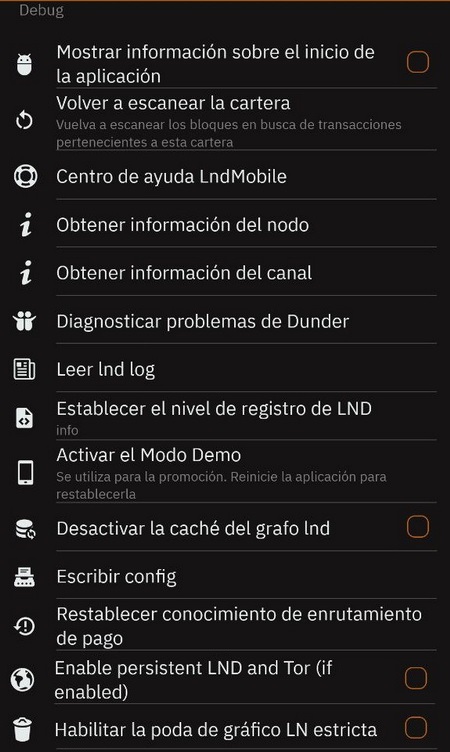 Debug
Mostrar información sobre el inicio de
la aplicación
Volver a escanear la cartera
Vuelva a escanear los bloques en busca de transacciones
pertenecientes a esta cartera
Centro de ayuda LndMobile
Obtener información del nodo
Obtener información del canal
Diagnosticar problemas de Dunder
Leer lnd log
Establecer el nivel de registro de LND
info
Activar el Modo Demo
Se utiliza para la promoción. Reinicie la aplicación para
restablecerla
Desactivar la caché del grafo lnd
Escribir config
Restablecer conocimiento de enrutamiento
de pago
Enable persistent LND and Tor (if
enabled)
Habilitar la poda de gráfico LN estricta